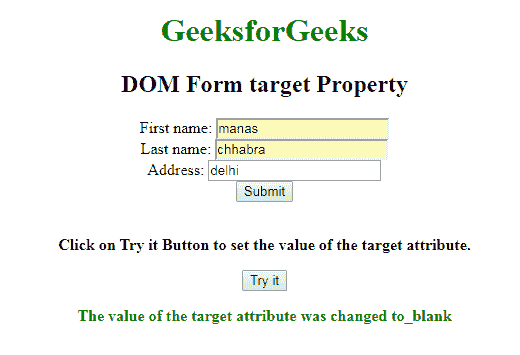 GeeksforGeeks
DOM Form target Property
First name: manas
Last name: chhabra
Address: delhi
Submit
Click on Try it Button to set the value of the target attribute.
Try it
The value of the target attribute was changed to_blank